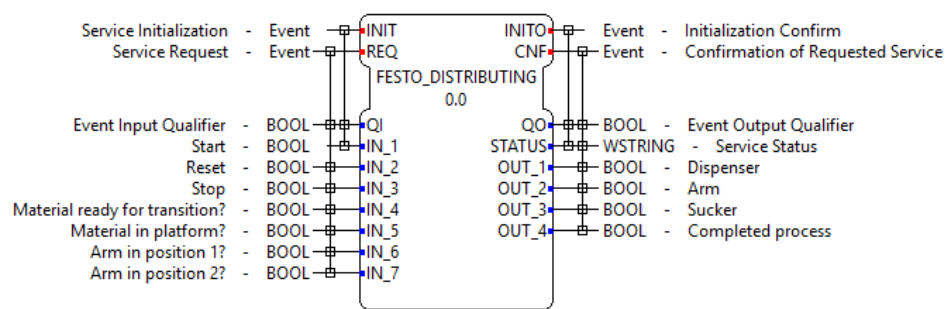 Service Initialization - Event INIT INITO Event - Initialization Confirm
Service Request - Event REQ CNF Event - Confirmation of Requested Service
FESTO_DISTRIBUTING
0.0
Event Input Qualifier - BOOL QI QO BOOL - Event Output Qualifier
Start - BOOL IN_1 STATUS WSTRING - Service Status
Reset - BOOL IN_2 OUT_1 BOOL - Dispenser
Stop - BOOL IN_3 OUT_2 BOOL - Arm
Material ready for transition? - BOOL IN_4 OUT_3 BOOL - Sucker
Material in platform? - BOOL IN_5 OUT_4 BOOL - Completed process
Arm in position 1? - BOOL IN_6
Arm in position 2? - BOOL IN_7